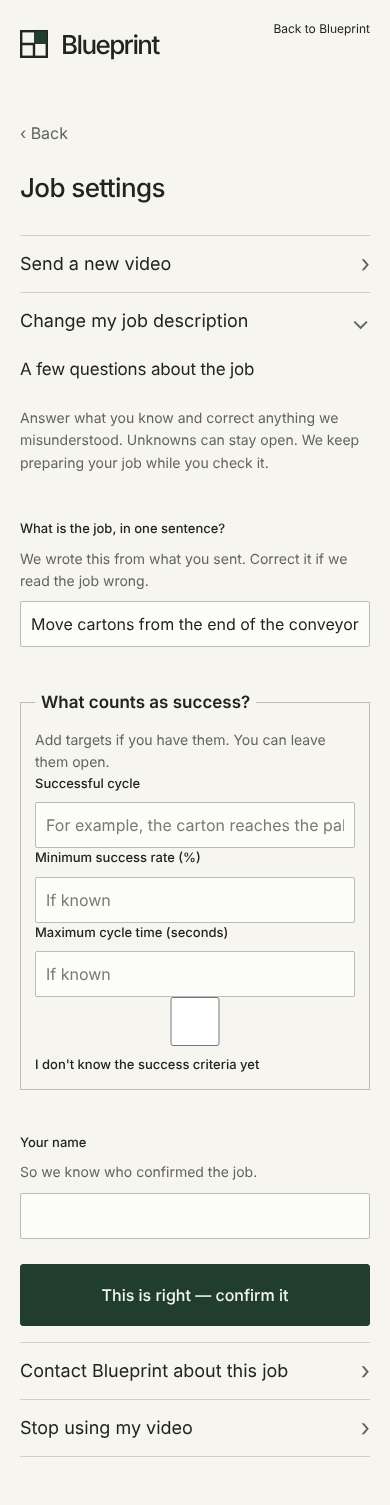 Back to Blueprint
Blueprint
‹ Back
Job settings
Send a new video
Change my job description
A few questions about the job
Answer what you know and correct anything we
misunderstood. Unknowns can stay open. We keep
preparing your job while you check it.
What is the job, in one sentence?
We wrote this from what you sent. Correct it if we
read the job wrong.
Move cartons from the end of the conveyor
What counts as success?
Add targets if you have them. You can leave
them open.
Successful cycle
For example, the carton reaches the pal
Minimum success rate (%)
If known
Maximum cycle time (seconds)
If known
I don't know the success criteria yet
Your name
So we know who confirmed the job.
This is right — confirm it
Contact Blueprint about this job
Stop using my video